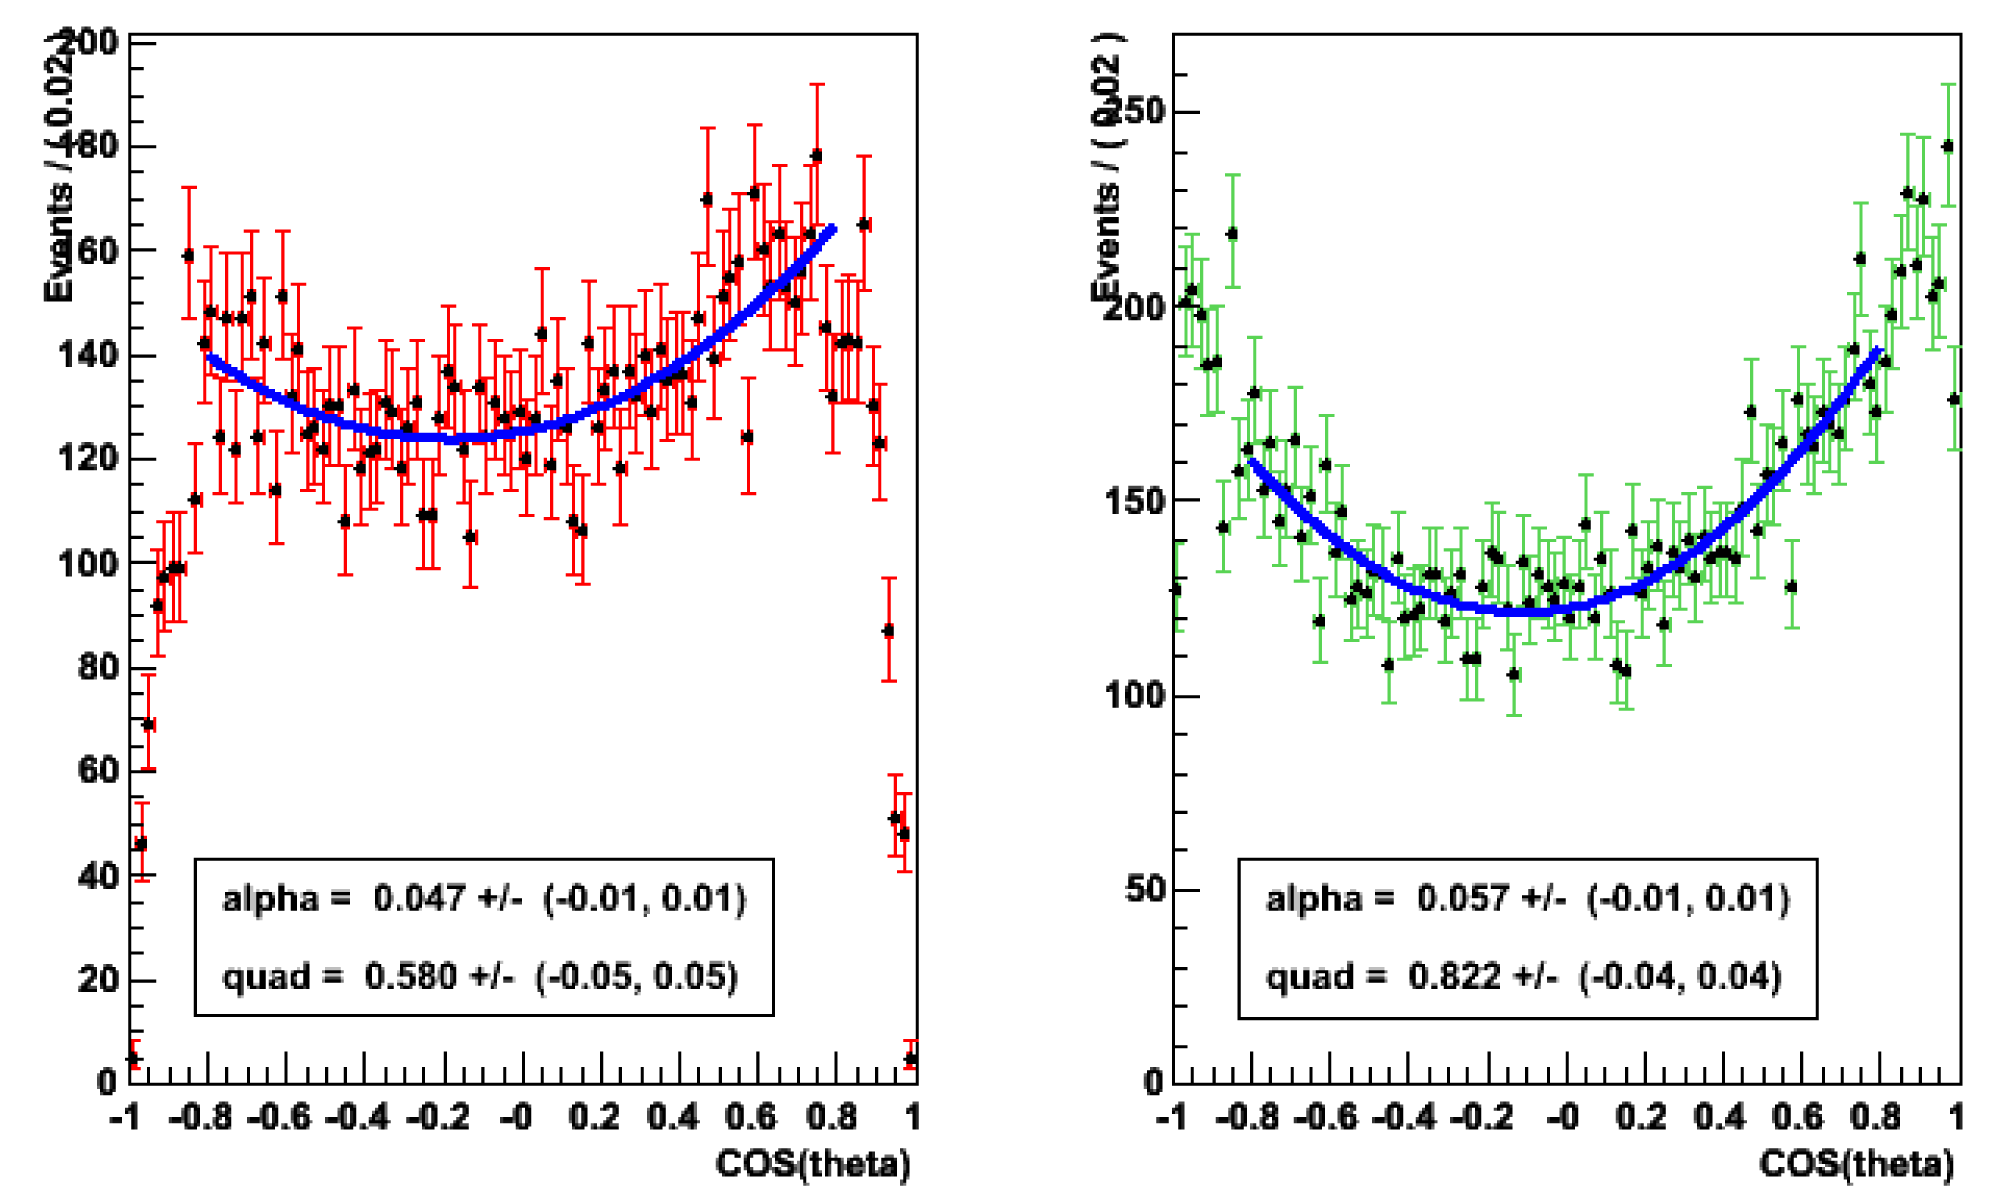 Events / ( 0.02 )
200
180
160
140
120
100
80
60
40
20
0
alpha = 0.047 +/- (-0.01, 0.01)
quad = 0.580 +/- (-0.05, 0.05)
-1 -0.8 -0.6 -0.4 -0.2 -0 0.2 0.4 0.6 0.8 1
COS(theta)
Events / ( 0.02 )
250
200
150
100
50
0
alpha = 0.057 +/- (-0.01, 0.01)
quad = 0.822 +/- (-0.04, 0.04)
-1 -0.8 -0.6 -0.4 -0.2 -0 0.2 0.4 0.6 0.8 1
COS(theta)